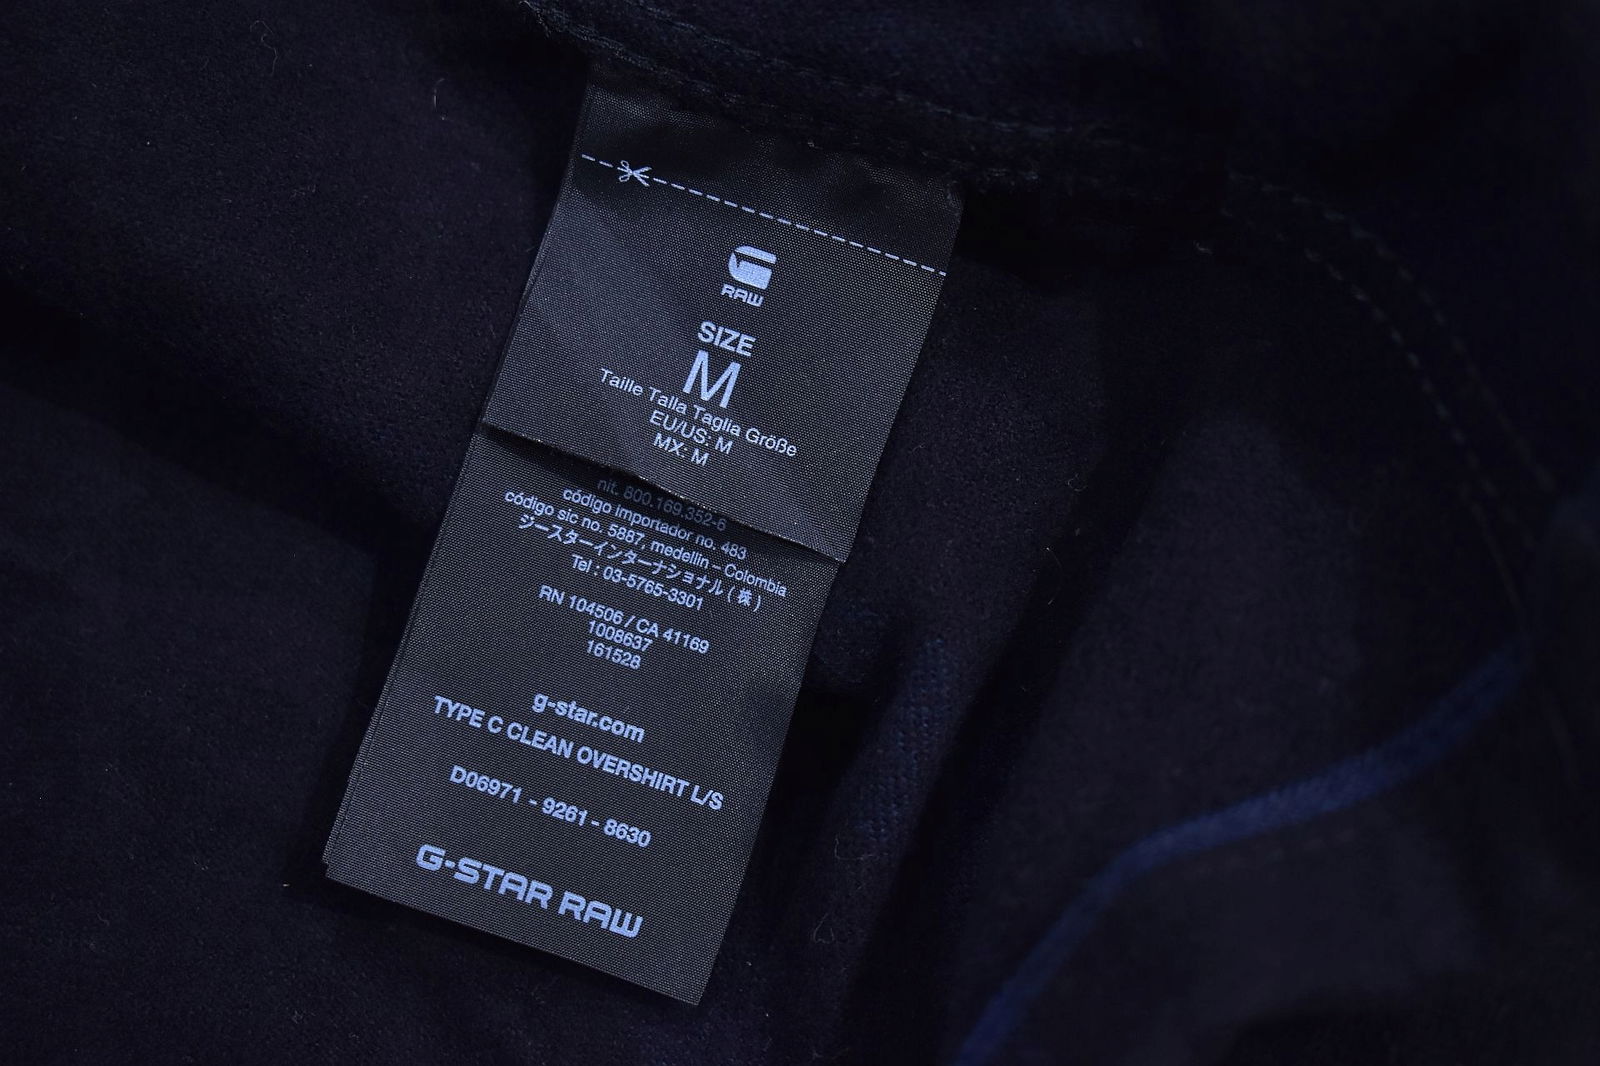 RAW
SIZE
M
Taille Talla Taglia Größe
EU/US: M
MX: M
nit. 800.169.352-6
código importador no. 483
código sic no. 5887, medellin – Colombia
ジースターインターナショナル ( 株 )
Tel : 03-5765-3301
RN 104506 / CA 41169
1008637
161528
g-star.com
TYPE C CLEAN OVERSHIRT L/S
D06971 - 9261 - 8630
G-STAR RAW